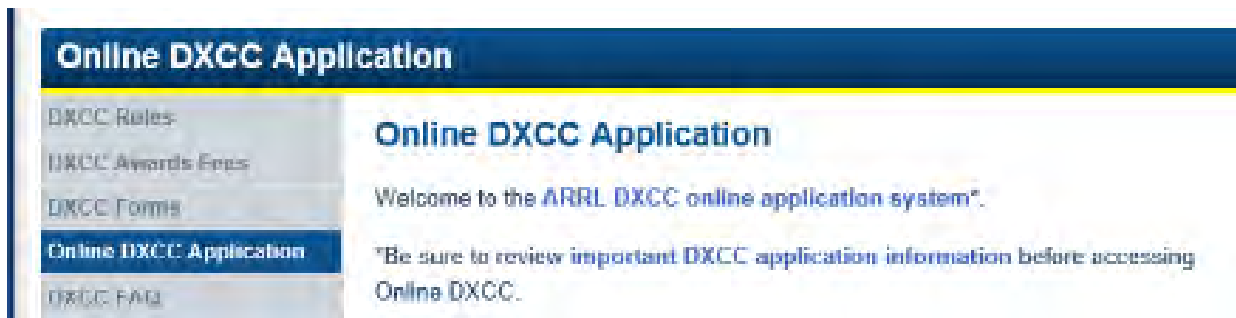 Online DXCC Application
DXCC Rules
DXCC Awards Fees
DXCC Forms
Online DXCC Application
DXCC FAQ
Online DXCC Application
Welcome to the ARRL DXCC online application system*.
*Be sure to review important DXCC application information before accessing
Online DXCC.